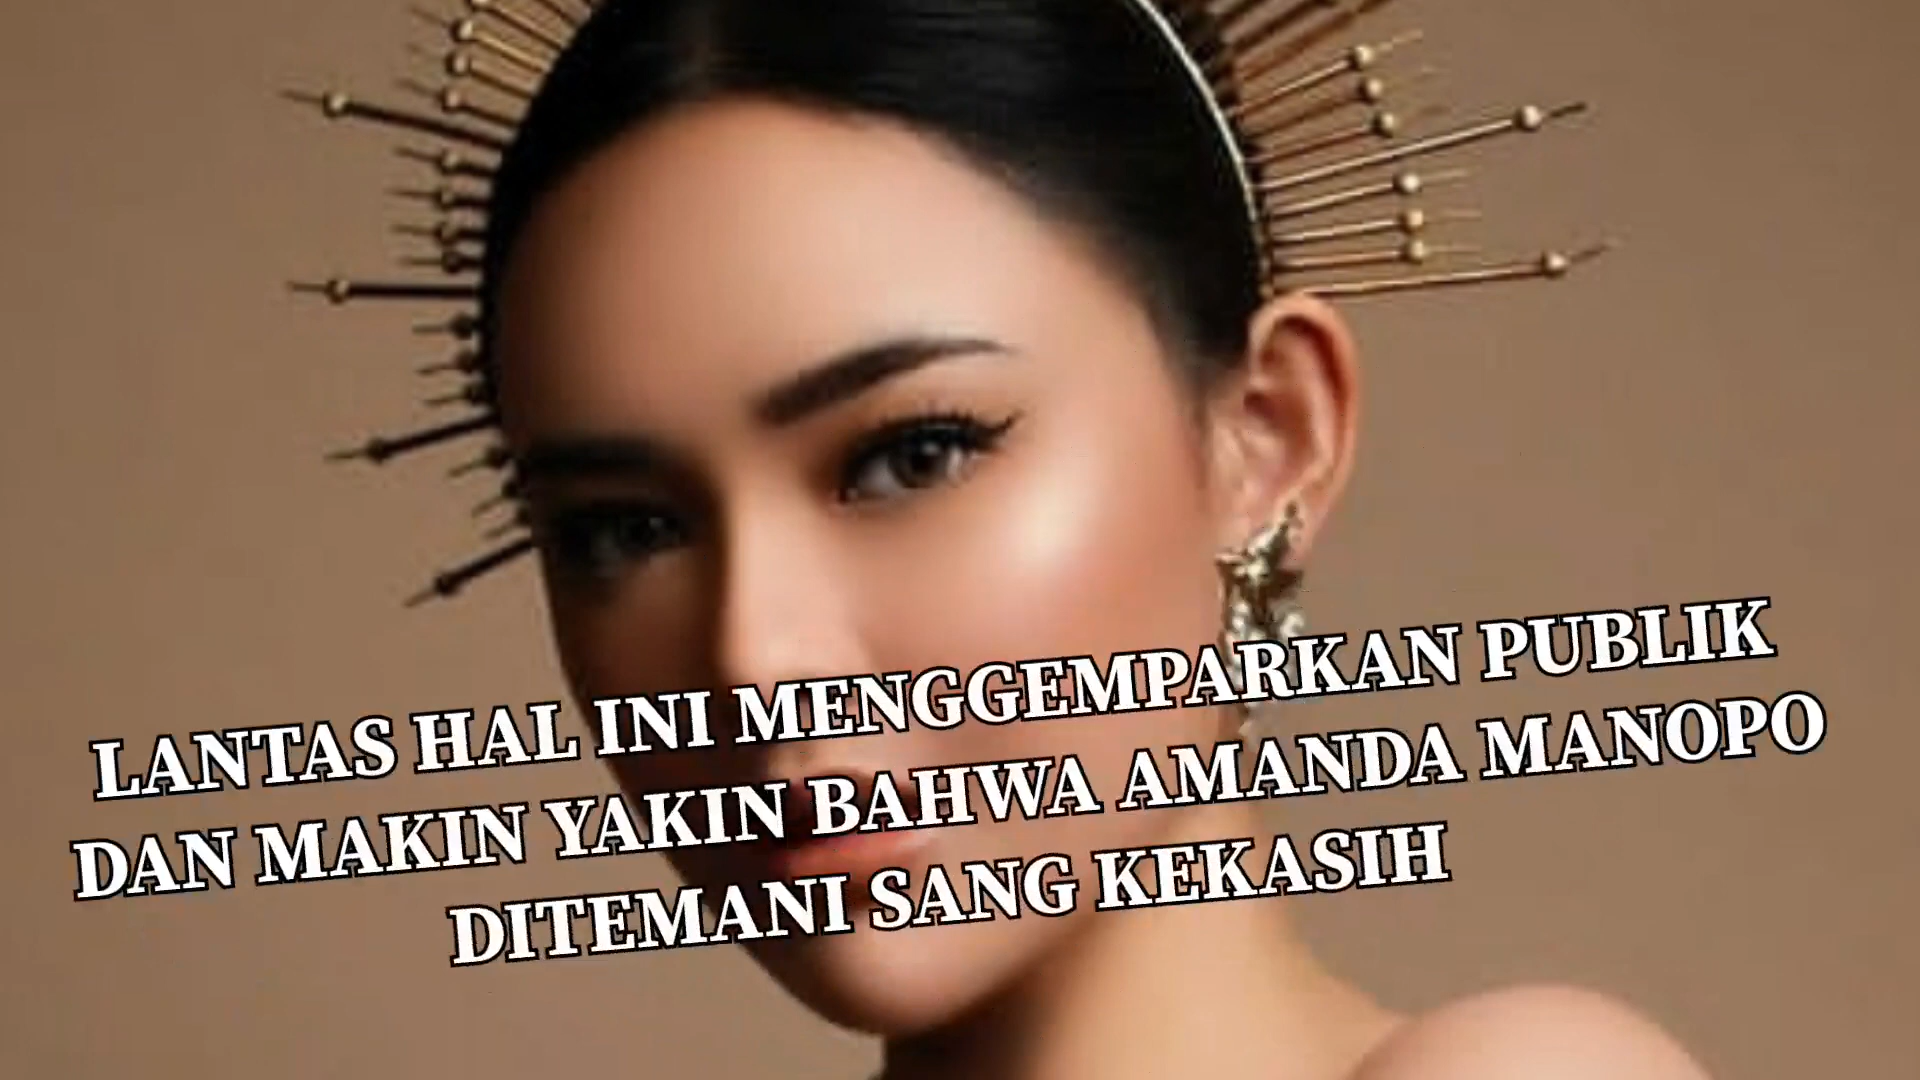 LANTAS HAL INI MENGGEMPARKAN PUBLIK
DAN MAKIN YAKIN BAHWA AMANDA MANOPO
DITEMANI SANG KEKASIH